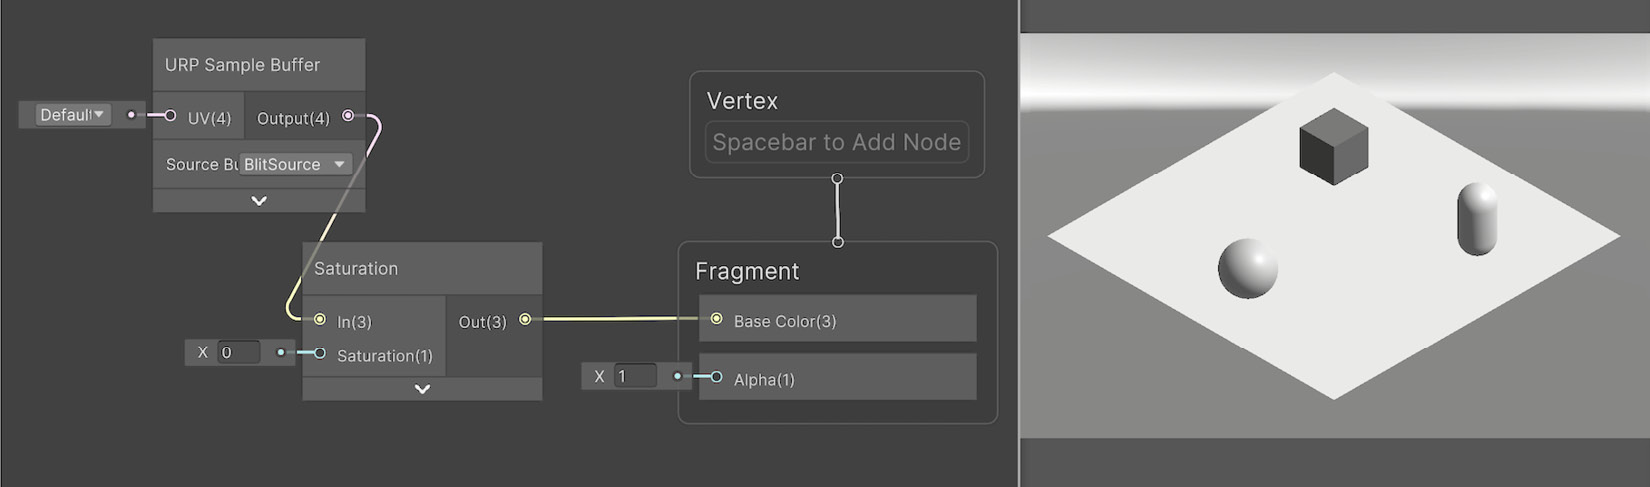 URP Sample Buffer
UV(4)
Output(4)
Source Bu
BlitSource
Saturation
In(3)
Out(3)
X 0
Saturation(1)
Vertex
Spacebar to Add Node
Fragment
Base Color(3)
X 1
Alpha(1)